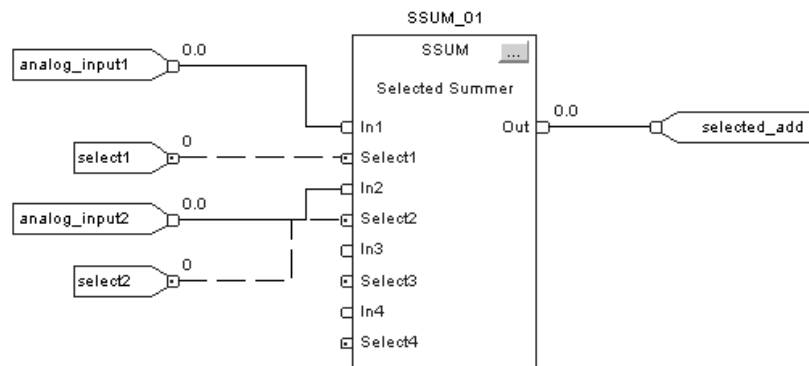 SSUM_01
SSUM ...
Selected Summer
0.0
analog_input1
In1
Out
0.0
selected_add
0
select1
Select1
In2
0.0
analog_input2
Select2
In3
0
select2
Select3
In4
Select4